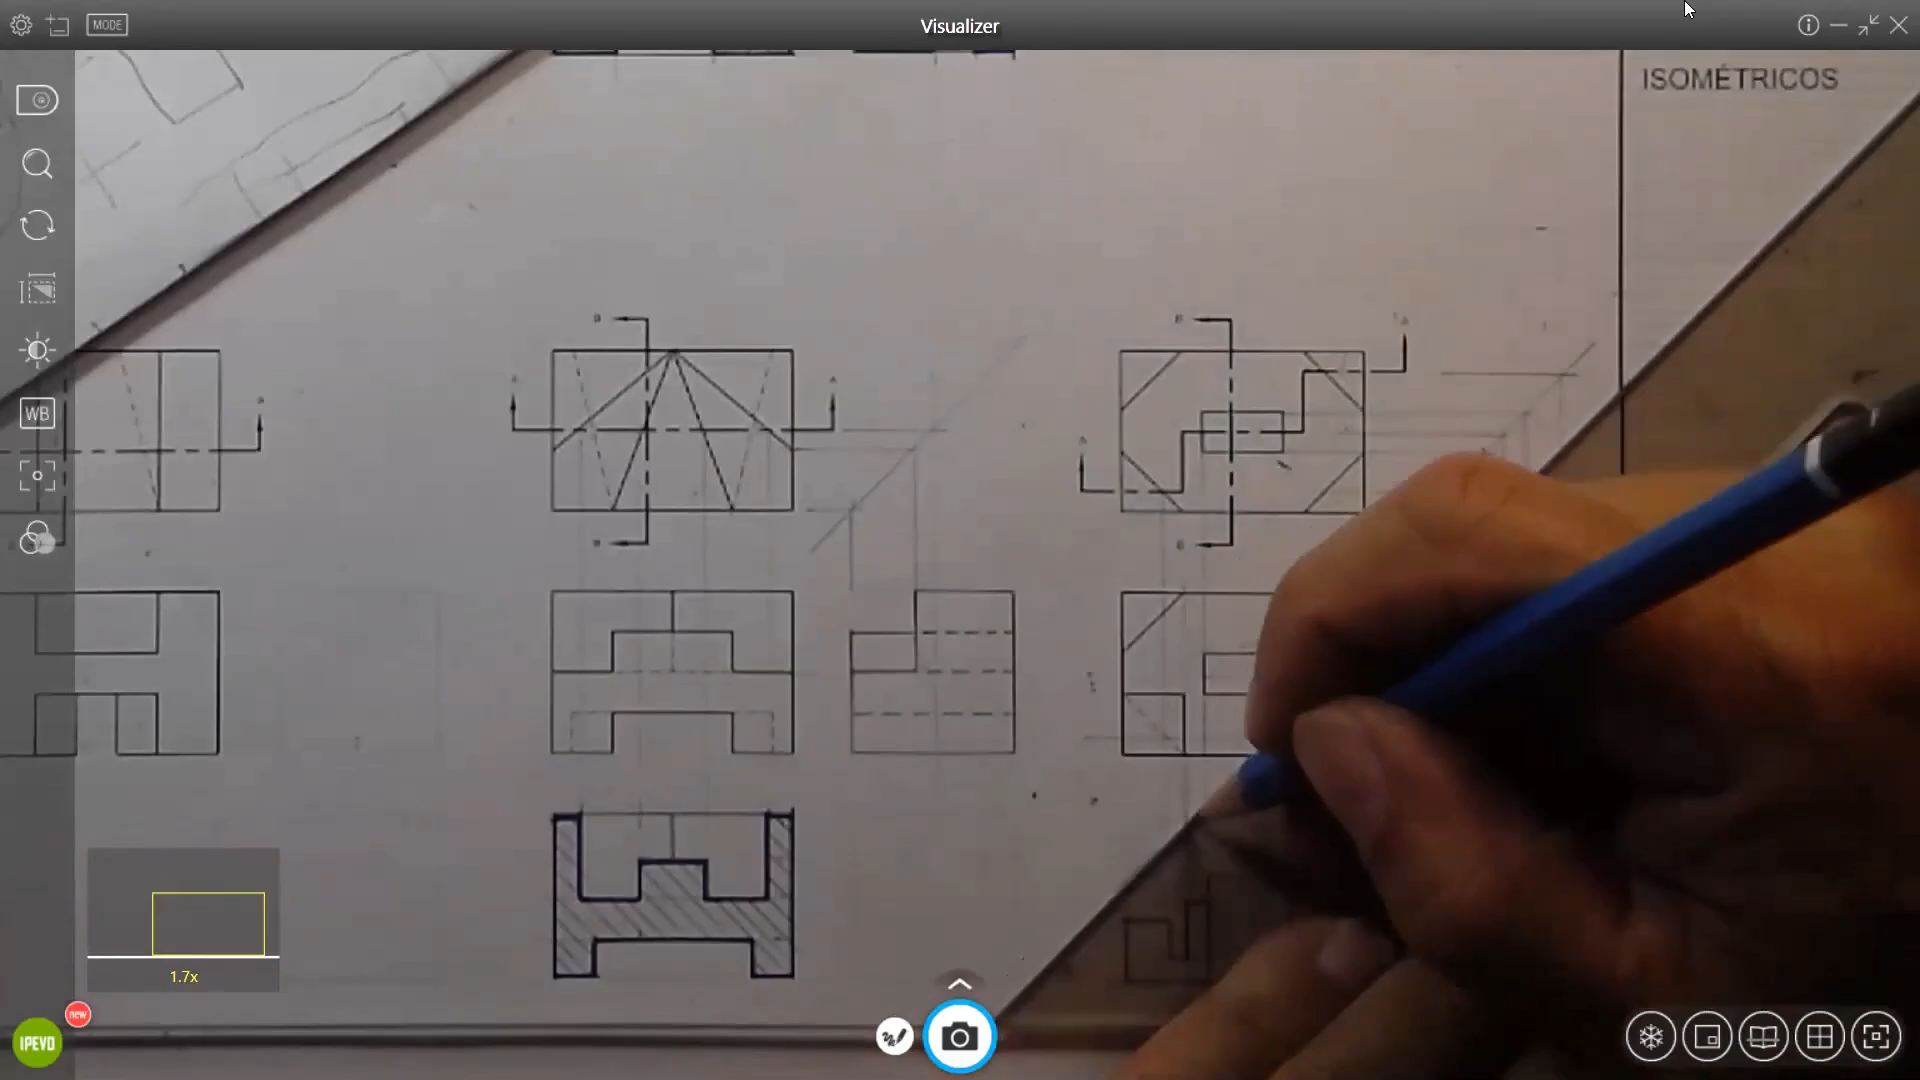 MODE
Visualizer
ISOMÉTRICOS
WB
1.7x
new
IPEVO